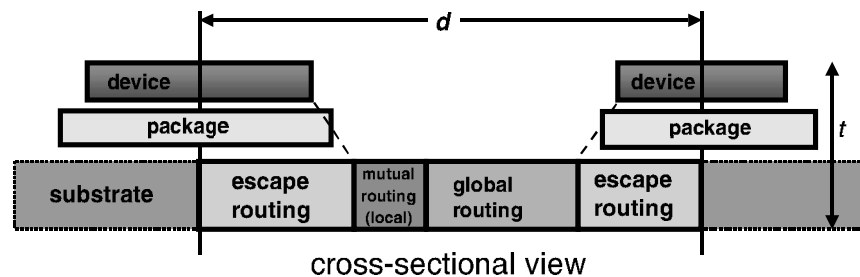 d
device
device
package
package
t
substrate
escape
routing
mutual
routing
(local)
global
routing
escape
routing
cross-sectional view